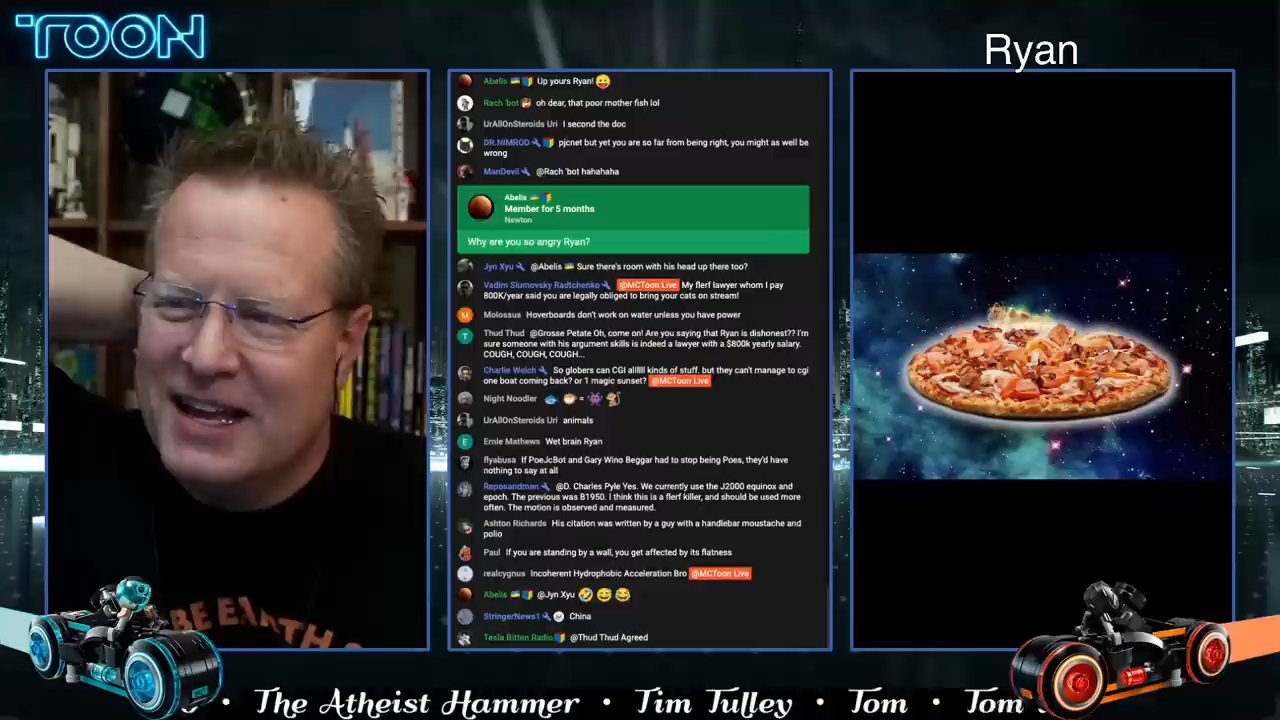 TOON
Ryan
Abelis Up yours Ryan!
Rach 'bot oh dear, that poor mother fish lol
UrAllOnSteroids Uri I second the doc
DR.NIMROD pjcnet but yet you are so far from being right, you might as well be
wrong
ManDevil @Rach 'bot hahahaha
Abelis
Member for 5 months
Newton
Why are you so angry Ryan?
Jyn Xyu @Abelis Sure there's room with his head up there too?
Vadim Slumovsky Radtchenko @MCToon Live My flerf lawyer whom I pay
800K/year said you are legally obliged to bring your cats on stream!
Molossus Hoverboards don't work on water unless you have power
Thud Thud @Grosse Petate Oh, come on! Are you saying that Ryan is dishonest?? I'm
sure someone with his argument skills is indeed a lawyer with a $800k yearly salary.
COUGH, COUGH, COUGH...
Charlie Welch So globers can CGI allllll kinds of stuff. but they can't manage to cgi
one boat coming back? or 1 magic sunset? @MCToon Live
Night Noodler =
UrAllOnSteroids Uri animals
Ernie Mathews Wet brain Ryan
flyabusa If PoeJcBot and Gary Wino Beggar had to stop being Poes, they'd have
nothing to say at all
Reposandman @D. Charles Pyle Yes. We currently use the J2000 equinox and
epoch. The previous was B1950. I think this is a flerf killer, and should be used more
often. The motion is observed and measured.
Ashton Richards His citation was written by a guy with a handlebar moustache and
polio
Paul If you are standing by a wall, you get affected by its flatness
realcygnus Incoherent Hydrophobic Acceleration Bro @MCToon Live
Abelis @Jyn Xyu
StringerNews1 China
Tesla Bitten Radio @Thud Thud Agreed
BE EARTH
• The Atheist Hammer • Tim Tulley • Tom • Tom